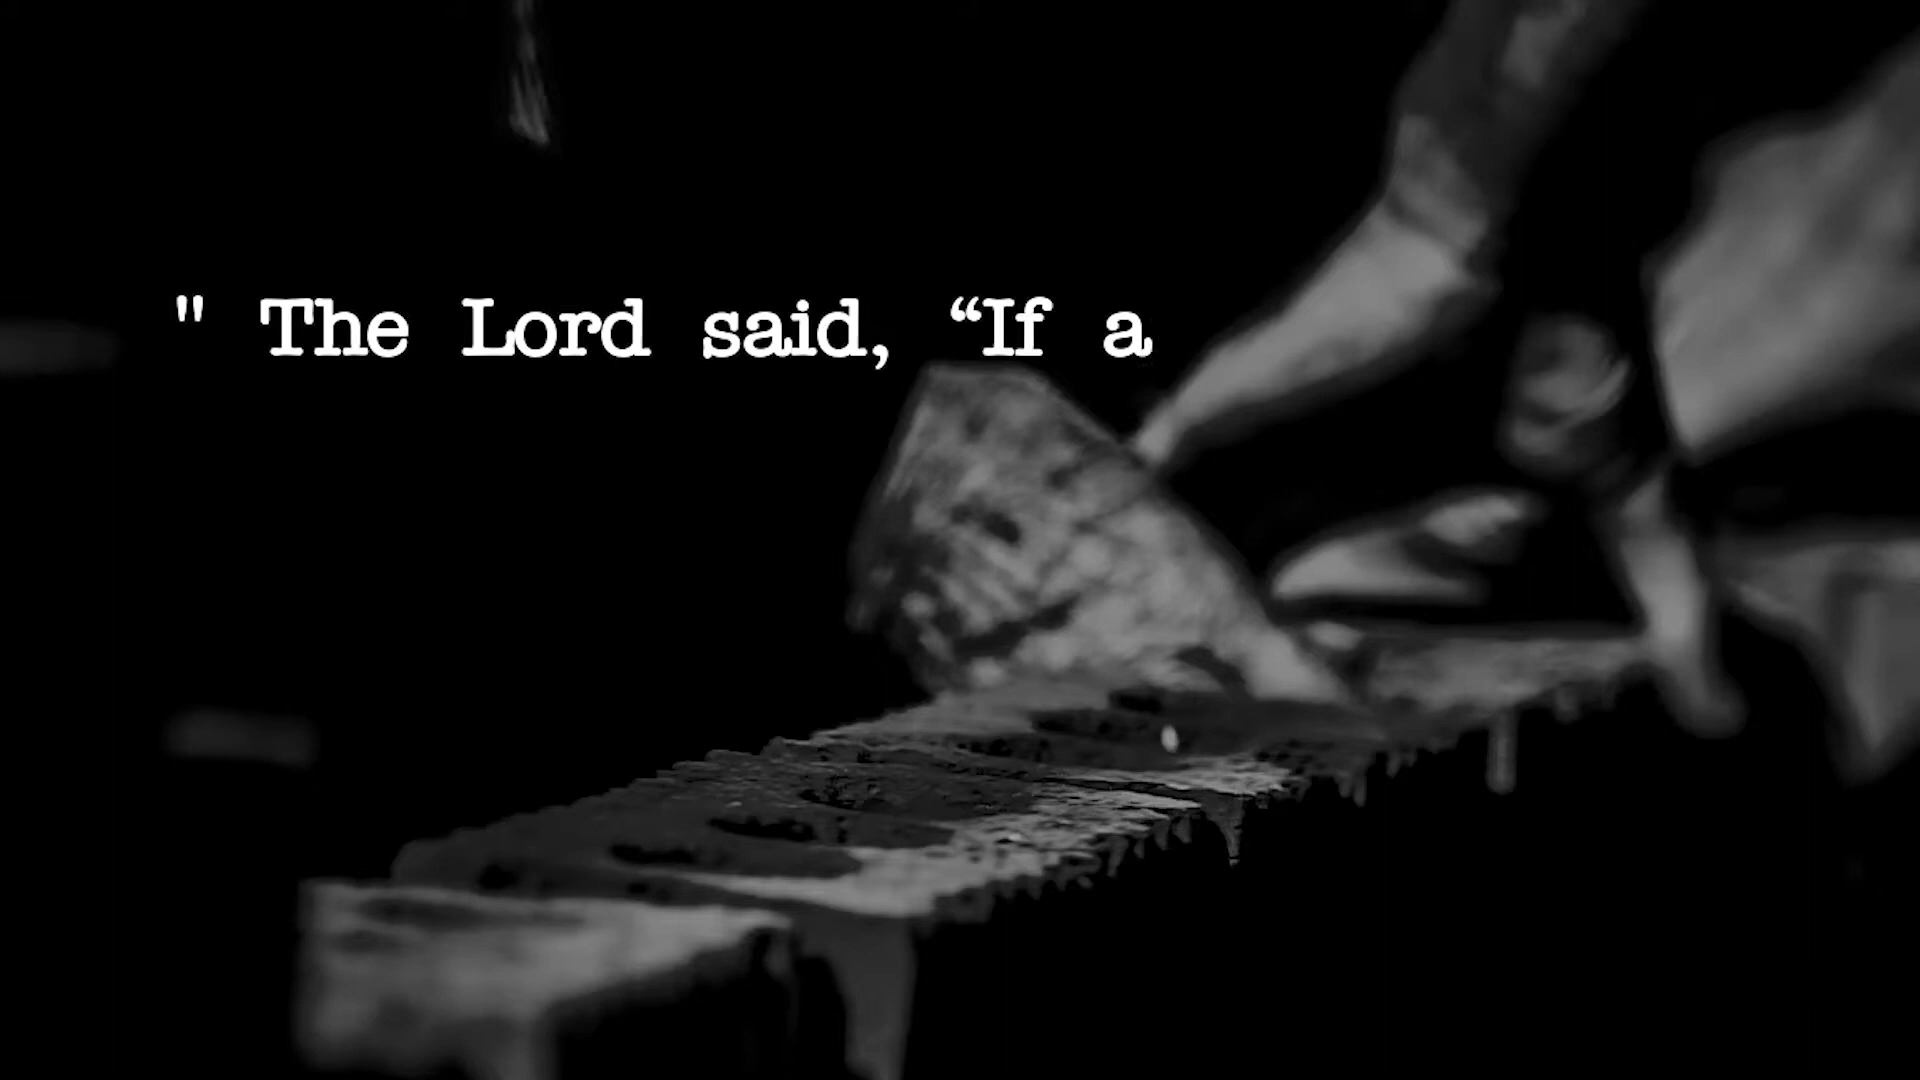 " The Lord said, “If a